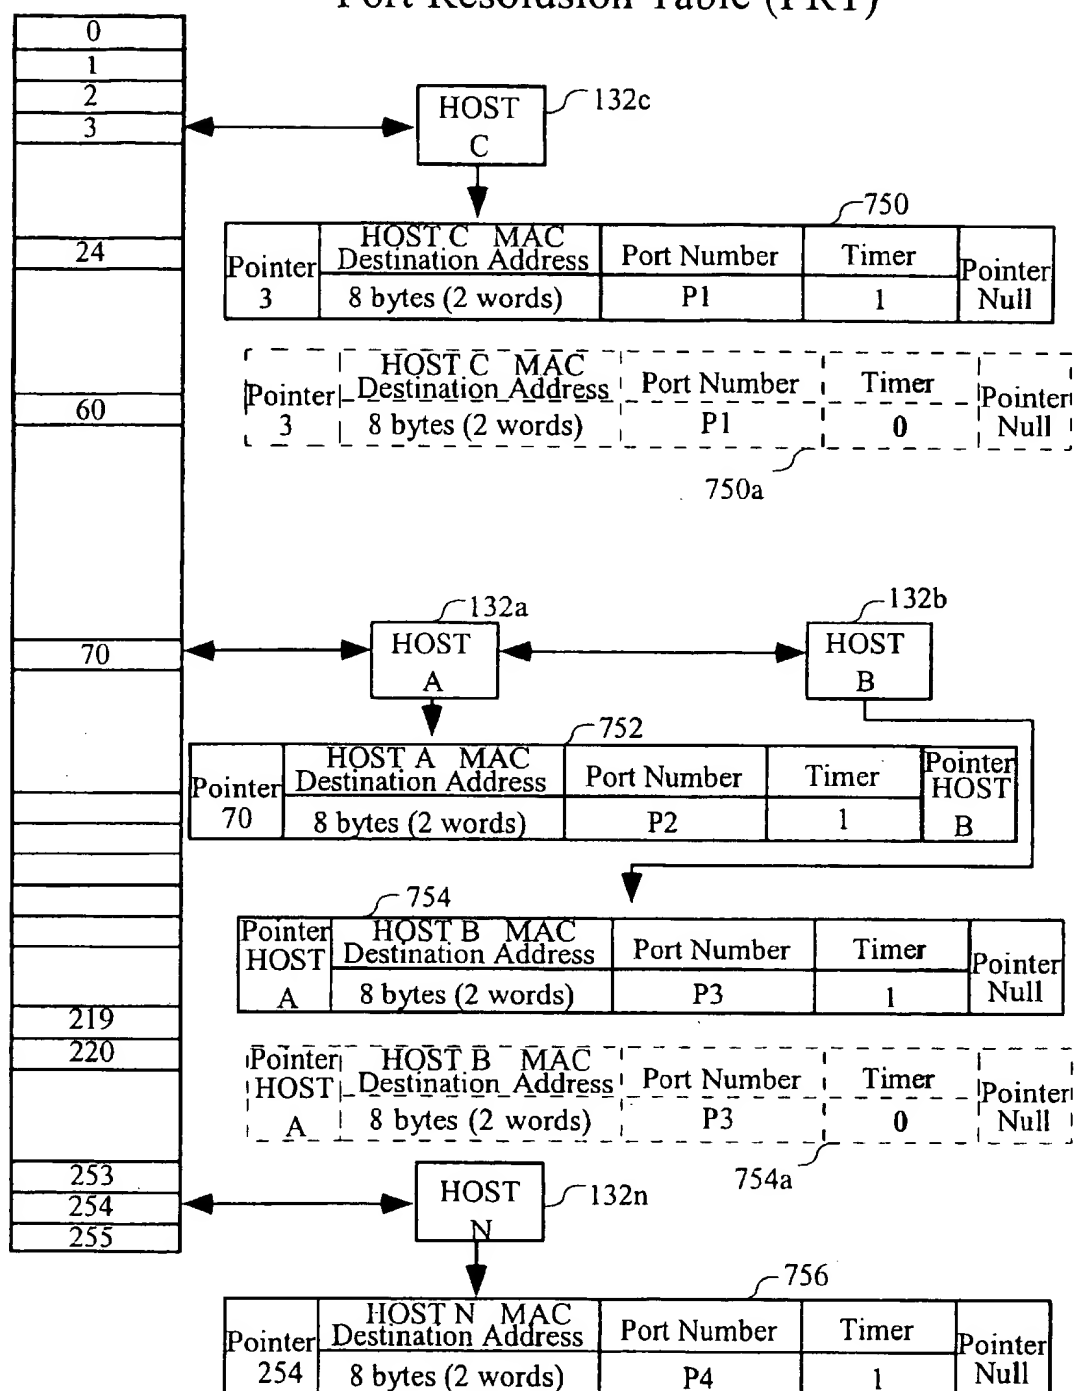 Port Resolusion Table (PRT)
0
1
2
3
24
60
70
219
220
253
254
255
HOST
C
132c
750
Pointer
3
HOST C MAC
Destination Address
8 bytes (2 words)
Port Number
P1
Timer
1
Pointer
Null
Pointer
3
HOST C MAC
Destination Address
8 bytes (2 words)
Port Number
P1
Timer
0
Pointer
Null
750a
132a
HOST
A
132b
HOST
B
752
Pointer
70
HOST A MAC
Destination Address
8 bytes (2 words)
Port Number
P2
Timer
1
Pointer
HOST
B
754
Pointer
HOST
A
HOST B MAC
Destination Address
8 bytes (2 words)
Port Number
P3
Timer
1
Pointer
Null
Pointer
HOST
A
HOST B MAC
Destination Address
8 bytes (2 words)
Port Number
P3
Timer
0
Pointer
Null
754a
HOST
N
132n
756
Pointer
254
HOST N MAC
Destination Address
8 bytes (2 words)
Port Number
P4
Timer
1
Pointer
Null